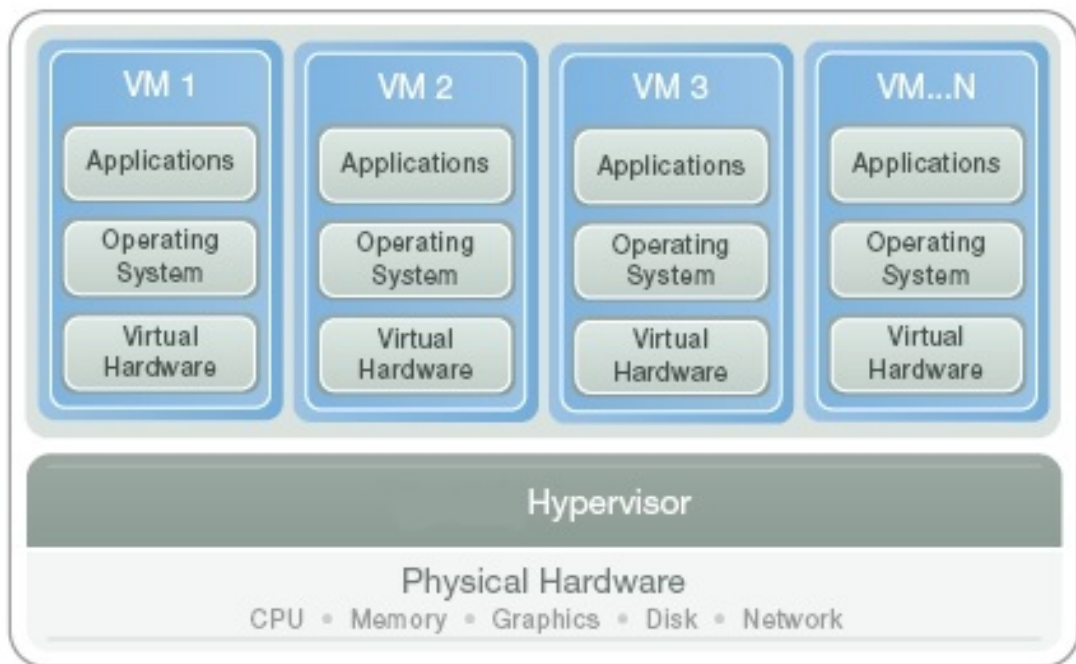 VM 1
Applications
Operating
System
Virtual
Hardware
VM 2
Applications
Operating
System
Virtual
Hardware
VM 3
Applications
Operating
System
Virtual
Hardware
VM...N
Applications
Operating
System
Virtual
Hardware
Hypervisor
Physical Hardware
CPU • Memory • Graphics • Disk • Network